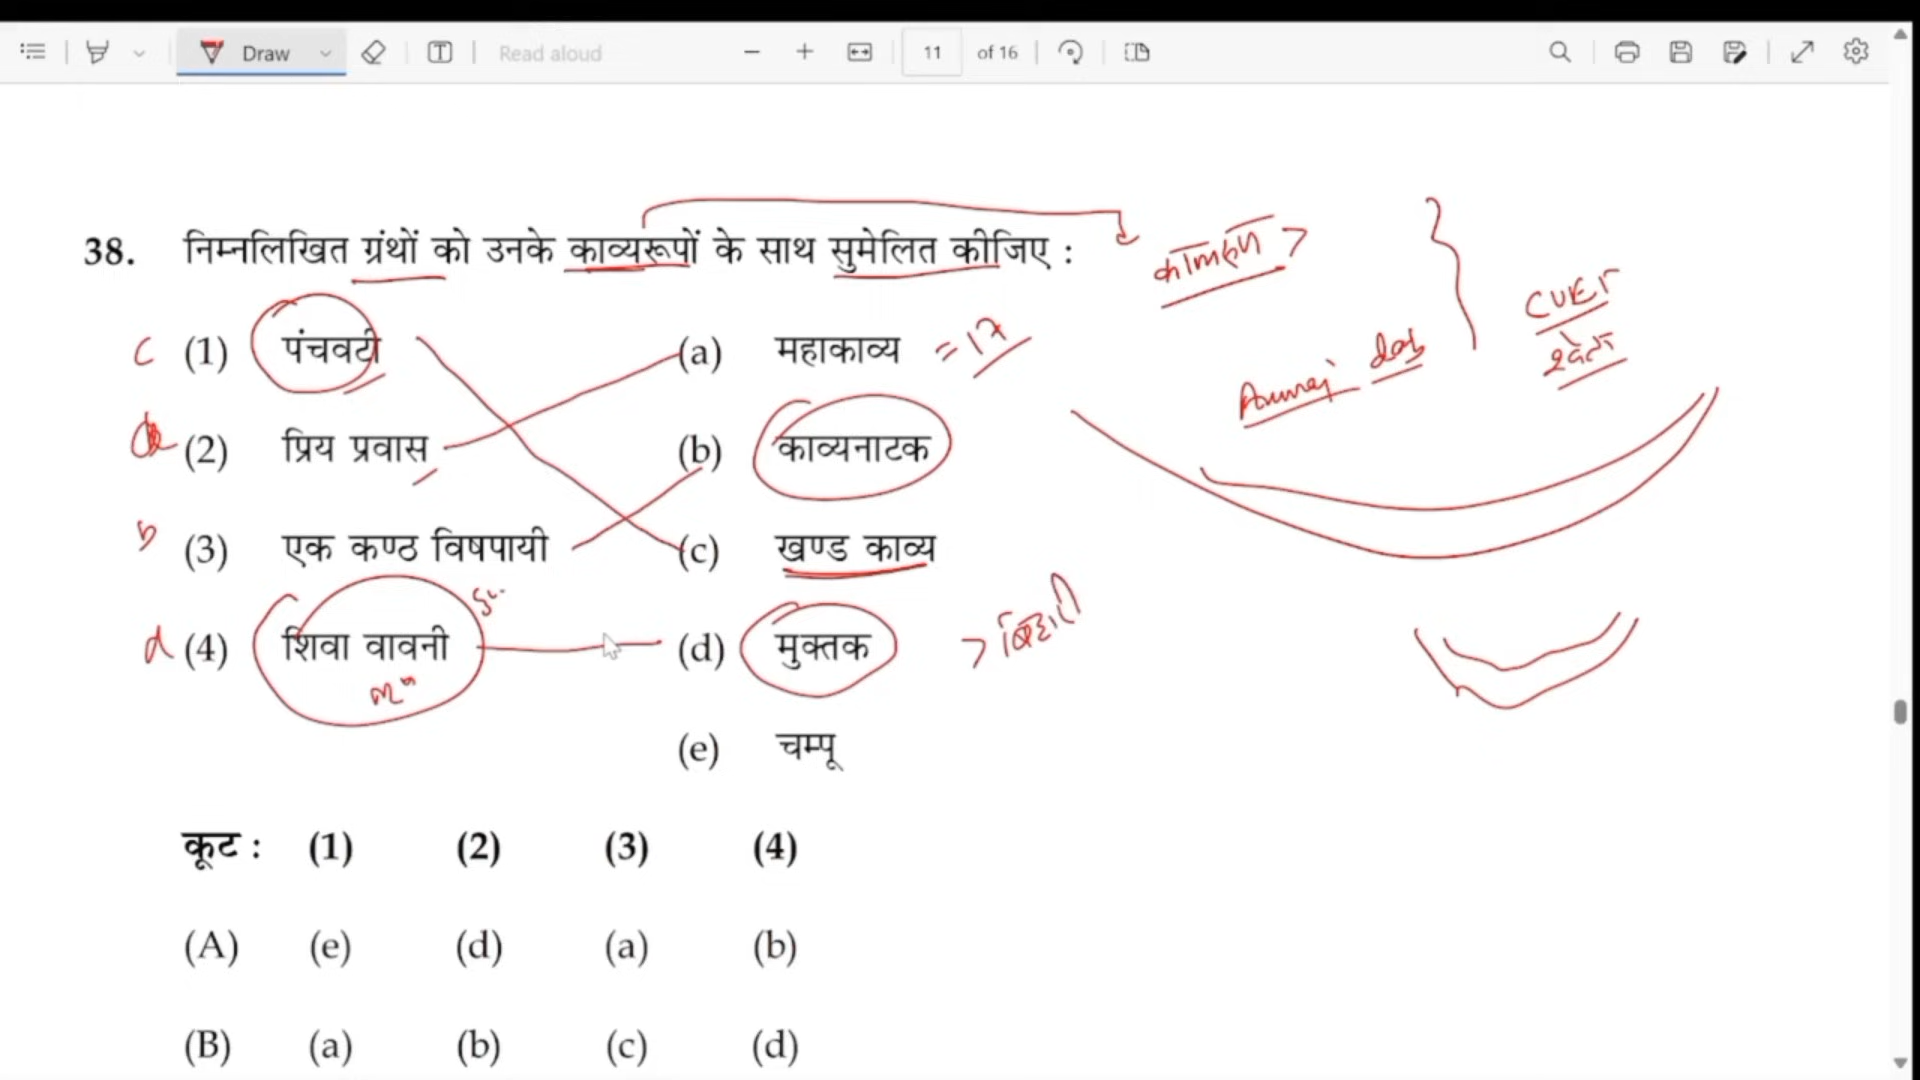 Draw Read aloud 11 of 16
38. निम्नलिखित ग्रंथों को उनके काव्यरूपों के साथ सुमेलित कीजिए :
c (1) पंचवटी (a) महाकाव्य = 17
(2) प्रिय प्रवास (b) काव्यनाटक
b (3) एक कण्ठ विषपायी (c) खण्ड काव्य
d (4) शिवा वावनी (d) मुक्तक > बिहारी
(e) चम्पू
CUET
कूट : (1) (2) (3) (4)
(A) (e) (d) (a) (b)
(B) (a) (b) (c) (d)